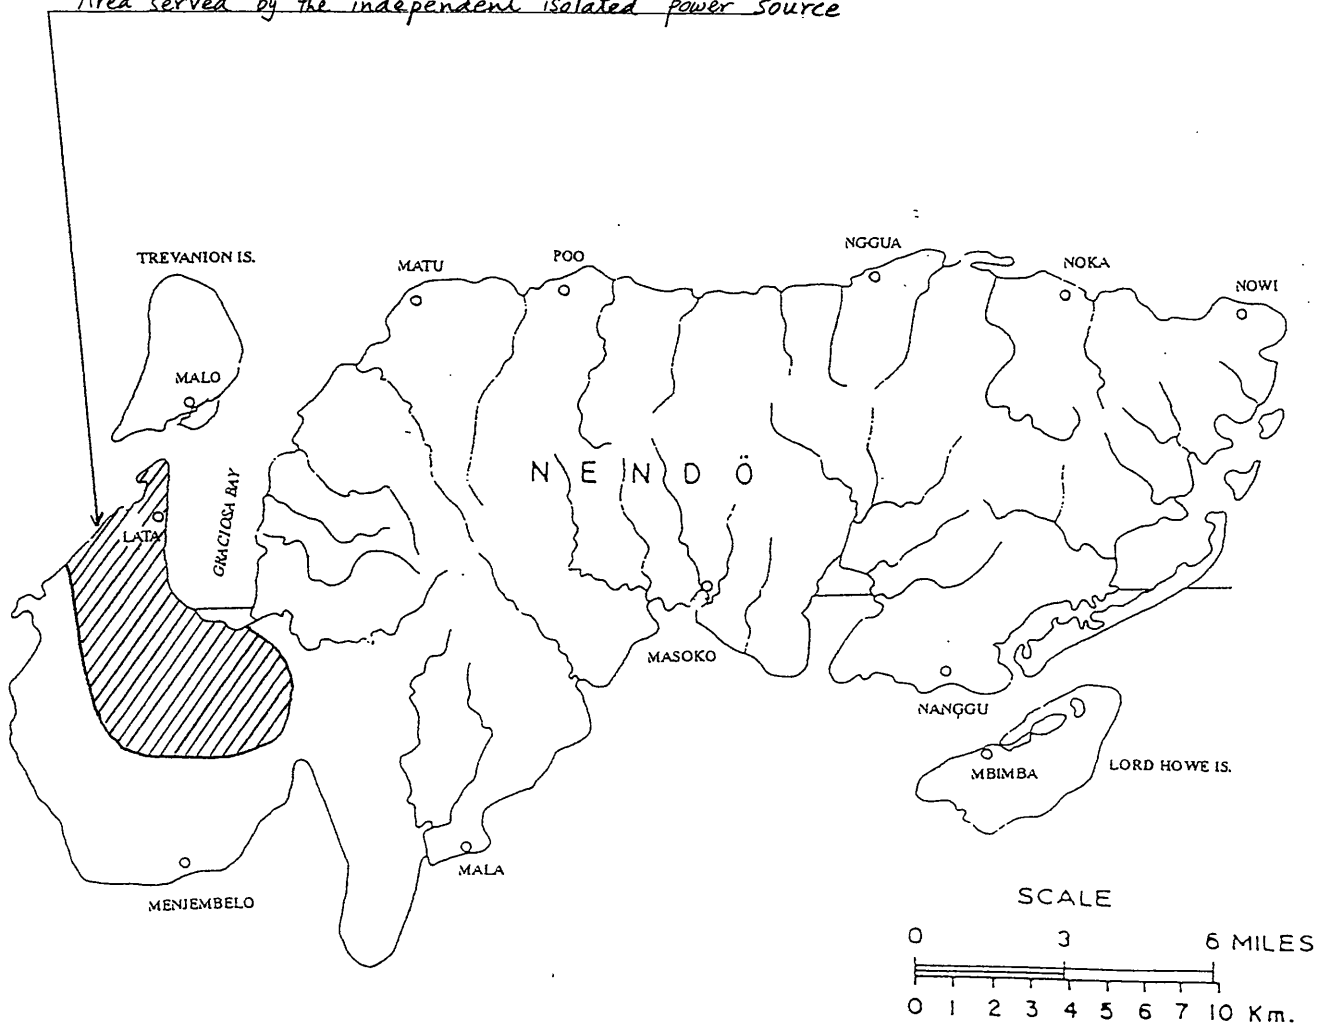 Area served by the independent isolated power source
TREVANION IS.
MATU
POO
NGGUA
NOKA
NOWI
MALO
GRACIOSA BAY
NENDÖ
LATA
MASOKO
NANGGU
MBIMBA
LORD HOWE IS.
MALA
MENJEMBELO
SCALE
0 3 6 MILES
0 1 2 3 4 5 6 7 10 Km.